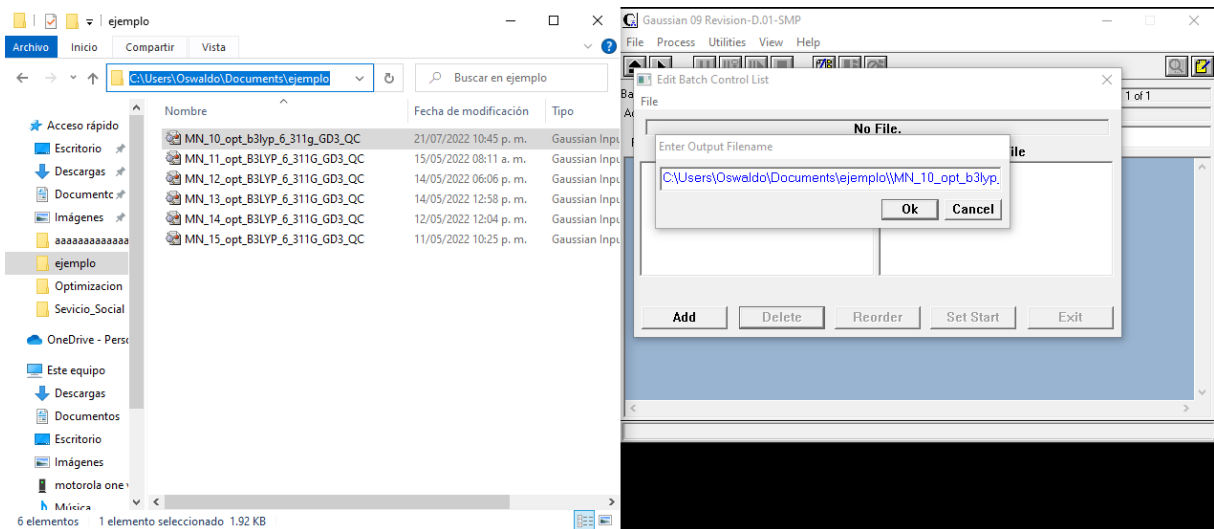 ejemplo
Archivo Inicio Compartir Vista
C:\Users\Oswaldo\Documents\ejemplo
Buscar en ejemplo
Nombre Fecha de modificación Tipo
Acceso rápido
Escritorio
Descargas
Documentc
Imágenes
aaaaaaaaaaaaa
ejemplo
Optimizacion
Sevicio_Social
OneDrive - Perso
Este equipo
Descargas
Documentos
Escritorio
Imágenes
motorola one
Música
MN_10_opt_b3lyp_6_311g_GD3_QC 21/07/2022 10:45 p. m. Gaussian Inpu
MN_11_opt_B3LYP_6_311G_GD3_QC 15/05/2022 08:11 a. m. Gaussian Inpu
MN_12_opt_B3LYP_6_311G_GD3_QC 14/05/2022 06:06 p. m. Gaussian Inpu
MN_13_opt_B3LYP_6_311G_GD3_QC 14/05/2022 12:58 p. m. Gaussian Inpu
MN_14_opt_B3LYP_6_311G_GD3_QC 12/05/2022 12:04 p. m. Gaussian Inpu
MN_15_opt_B3LYP_6_311G_GD3_QC 11/05/2022 10:25 p. m. Gaussian Inpu
6 elementos 1 elemento seleccionado 1.92 KB
Gaussian 09 Revision-D.01-SMP
File Process Utilities View Help
Ba
1 of 1
Edit Batch Control List
File
No File.
ile
Enter Output Filename
C:\Users\Oswaldo\Documents\ejemplo\\MN_10_opt_b3lyp_
Ok Cancel
Add Delete Reorder Set Start Exit